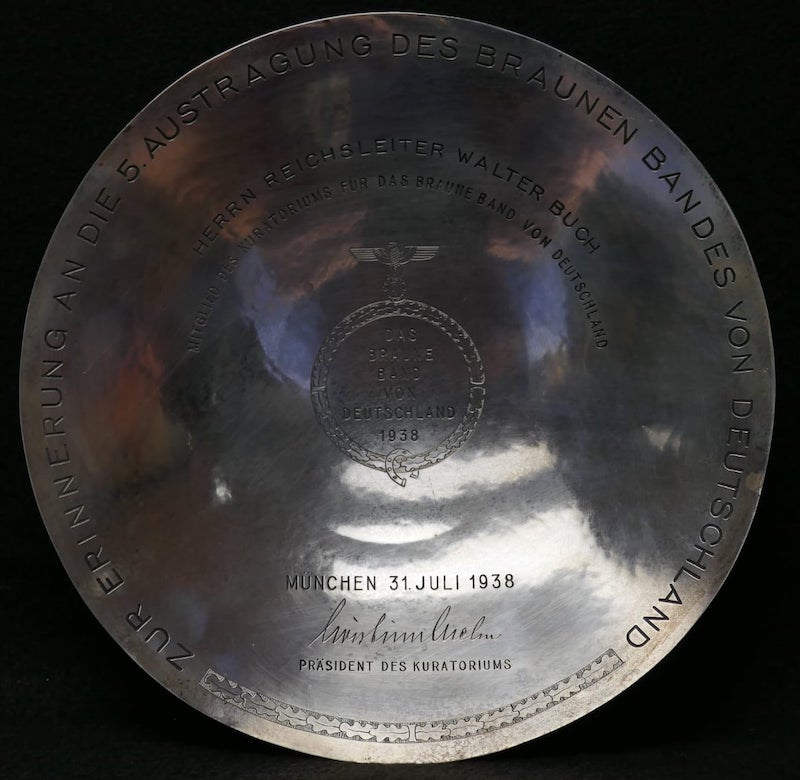 ZUR ERINNERUNG AN DIE 5. AUSTRAGUNG DES BRAUNEN BANDES VON DEUTSCHLAND
HERRN REICHSLEITER WALTER BUCH
MITGLIED DES KURATORIUMS FÜR DAS BRAUNE BAND VON DEUTSCHLAND
DAS
BRAUNE
BAND
VON
DEUTSCHLAND
1938
MÜNCHEN 31. JULI 1938
PRÄSIDENT DES KURATORIUMS